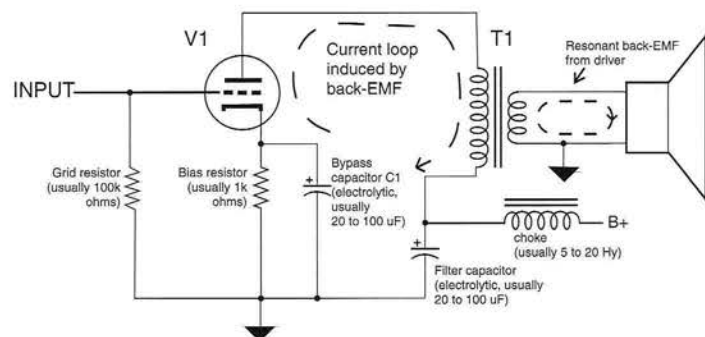 V1
Current loop
induced by
back-EMF
T1
Resonant back-EMF
from driver
INPUT
Grid resistor
(usually 100k
ohms)
Bias resistor
(usually 1k
ohms)
+
Bypass
capacitor C1
(electrolytic,
usually
20 to 100 uF)
+
Filter capacitor
(electrolytic, usually
20 to 100 uF)
B+
choke
(usually 5 to 20 Hy)